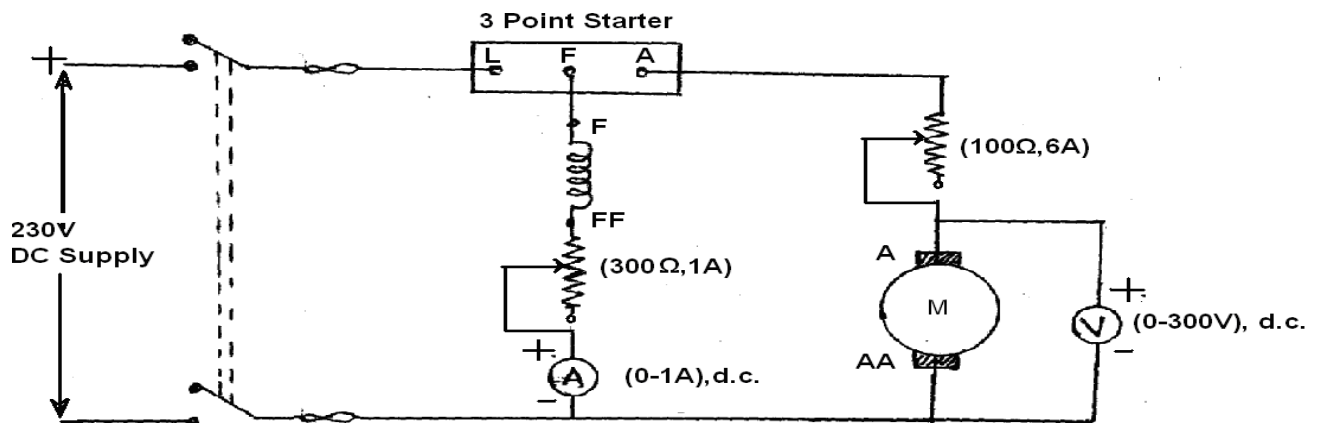 3 Point Starter
+
L F A
F
(100Ω,6A)
FF
230V
DC Supply
(300Ω,1A)
A
M
+
V
(0-300V), d.c.
-
AA
+
A
(0-1A),d.c.
-